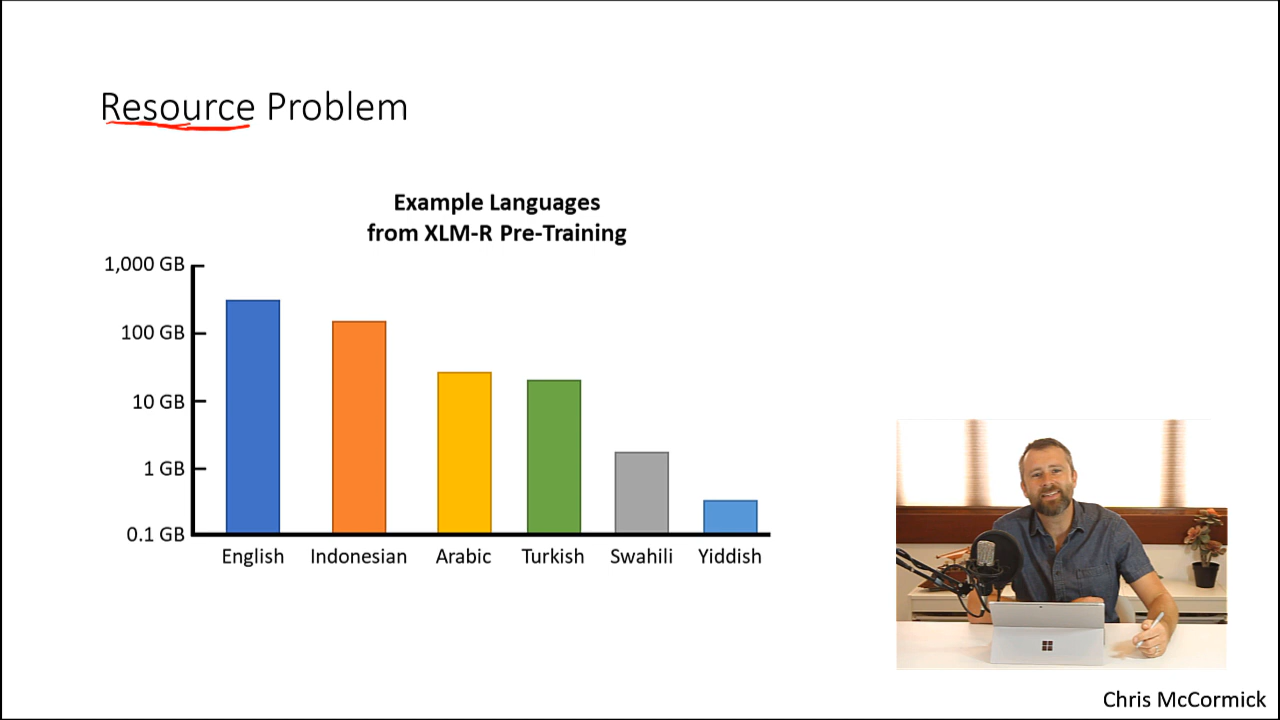 Resource Problem
Example Languages
from XLM-R Pre-Training
1,000 GB
100 GB
10 GB
1 GB
0.1 GB
English Indonesian Arabic Turkish Swahili Yiddish
Chris McCormick